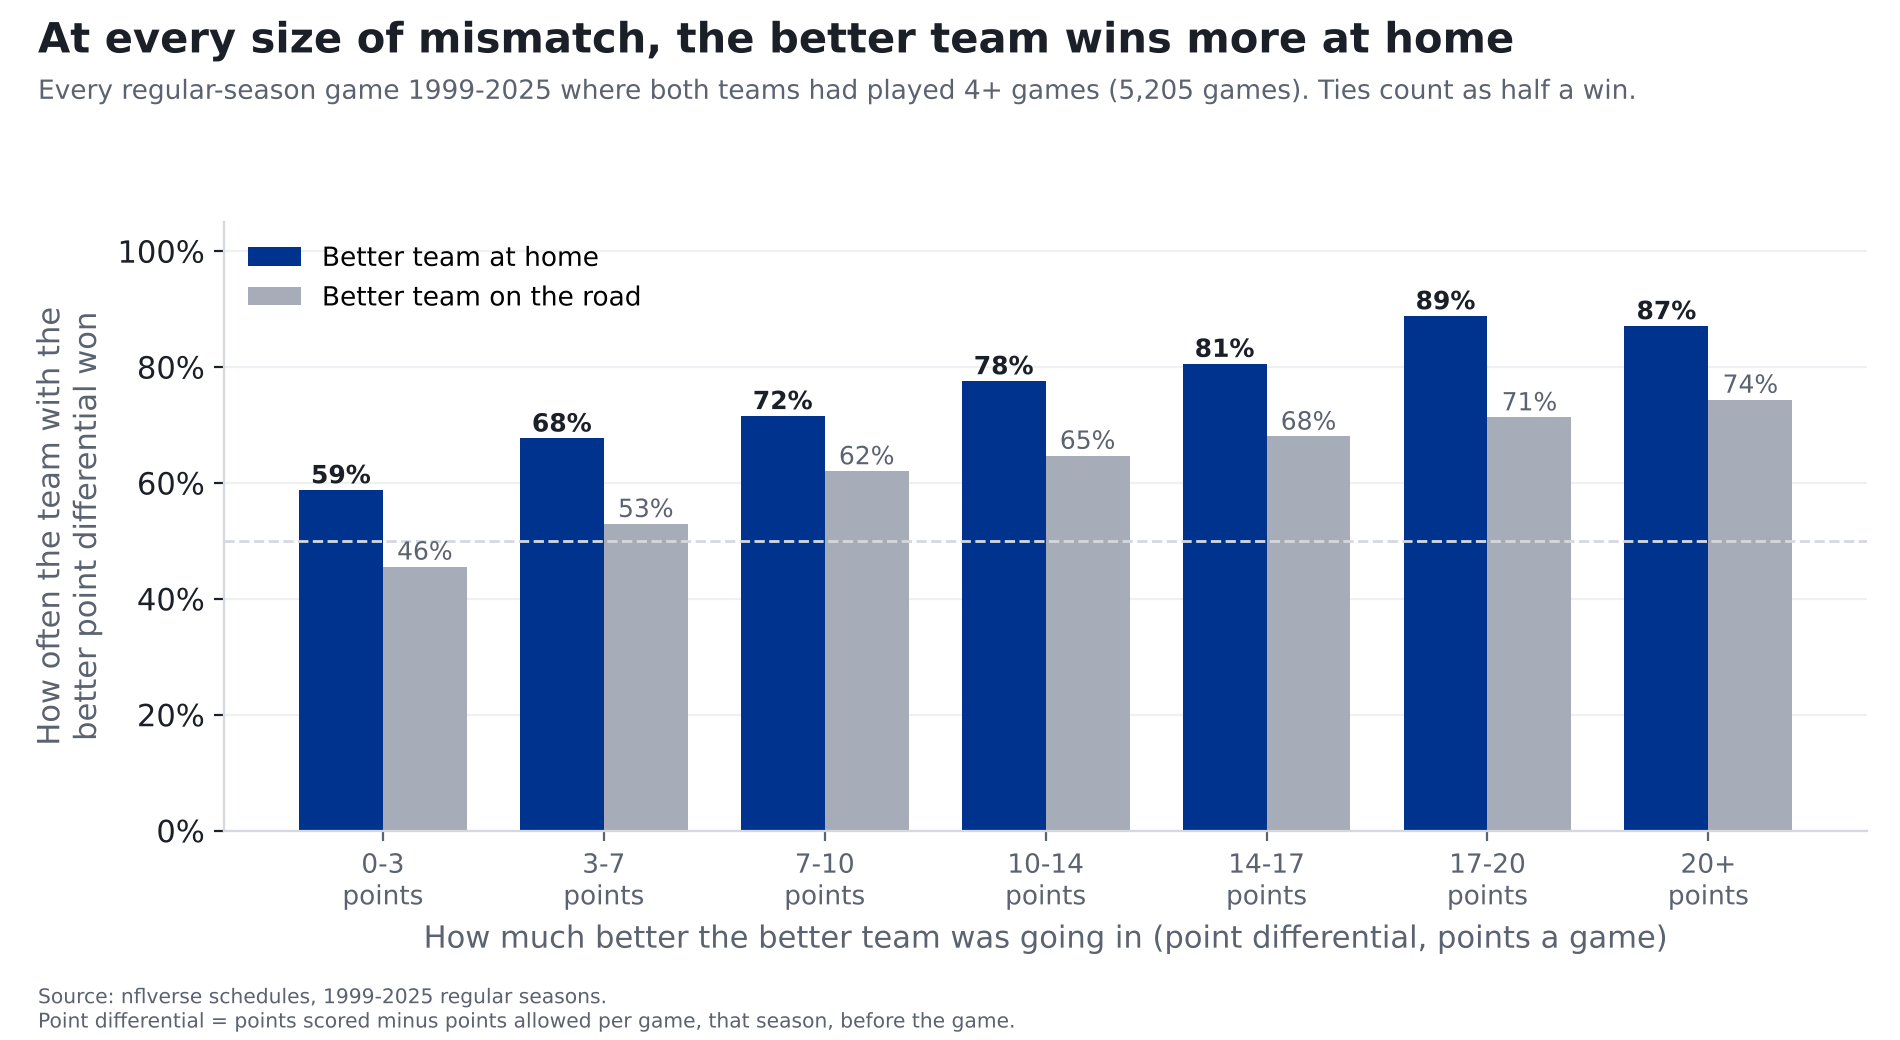 At every size of mismatch, the better team wins more at home
Every regular-season game 1999-2025 where both teams had played 4+ games (5,205 games). Ties count as half a win.
How often the team with the
better point differential won
100%
80%
60%
40%
20%
0%
Better team at home
Better team on the road
59%
46%
68%
53%
72%
62%
78%
65%
81%
68%
89%
71%
87%
74%
0-3
points
3-7
points
7-10
points
10-14
points
14-17
points
17-20
points
20+
points
How much better the better team was going in (point differential, points a game)
Source: nflverse schedules, 1999-2025 regular seasons.
Point differential = points scored minus points allowed per game, that season, before the game.